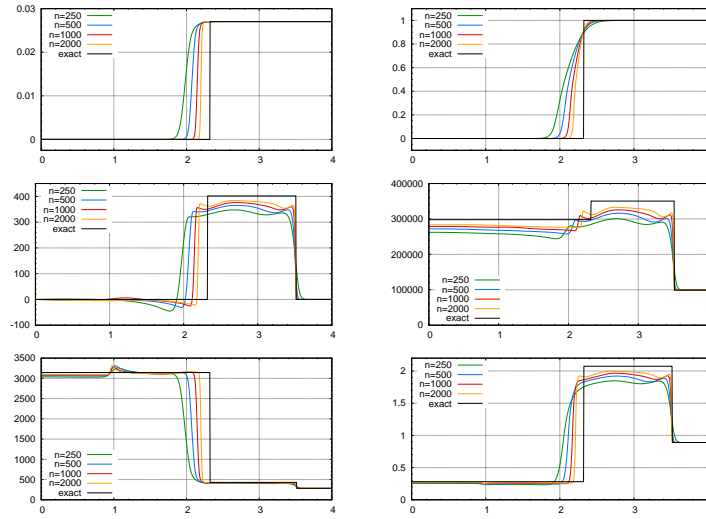 0.03
0.02
0.01
0
n=250
n=500
n=1000
n=2000
exact
0 1 2 3 4
1
0.8
0.6
0.4
0.2
0
n=250
n=500
n=1000
n=2000
exact
0 1 2 3 4
400
300
200
100
0
-100
n=250
n=500
n=1000
n=2000
exact
0 1 2 3 4
400000
300000
200000
100000
0
n=250
n=500
n=1000
n=2000
exact
0 1 2 3 4
3500
3000
2500
2000
1500
1000
500
0
n=250
n=500
n=1000
n=2000
exact
0 1 2 3 4
2
1.5
1
0.5
0
n=250
n=500
n=1000
n=2000
exact
0 1 2 3 4